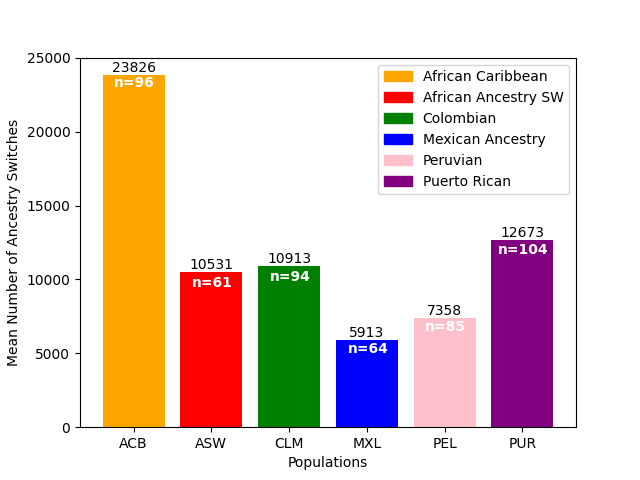 25000
20000
15000
10000
5000
0
Mean Number of Ancestry Switches
23826
n=96
10531
n=61
10913
n=94
5913
n=64
7358
n=85
12673
n=104
African Caribbean
African Ancestry SW
Colombian
Mexican Ancestry
Peruvian
Puerto Rican
ACB ASW CLM MXL PEL PUR
Populations